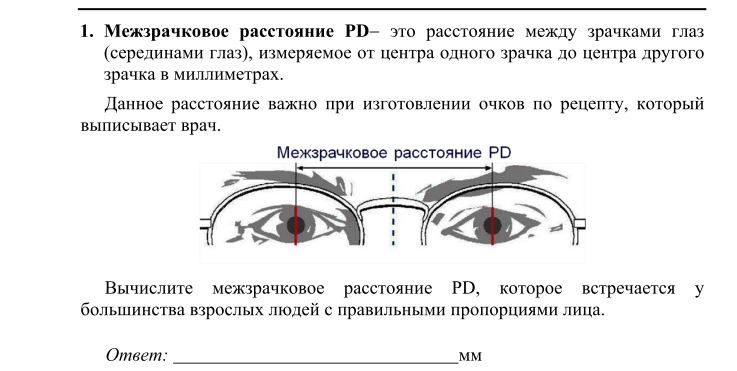 1. Межзрачковое расстояние PD– это расстояние между зрачками глаз
(серединами глаз), измеряемое от центра одного зрачка до центра другого
зрачка в миллиметрах.
Данное расстояние важно при изготовлении очков по рецепту, который
выписывает врач.
Межзрачковое расстояние PD
Вычислите межзрачковое расстояние PD, которое встречается у
большинства взрослых людей с правильными пропорциями лица.
Ответ: ______________________________мм